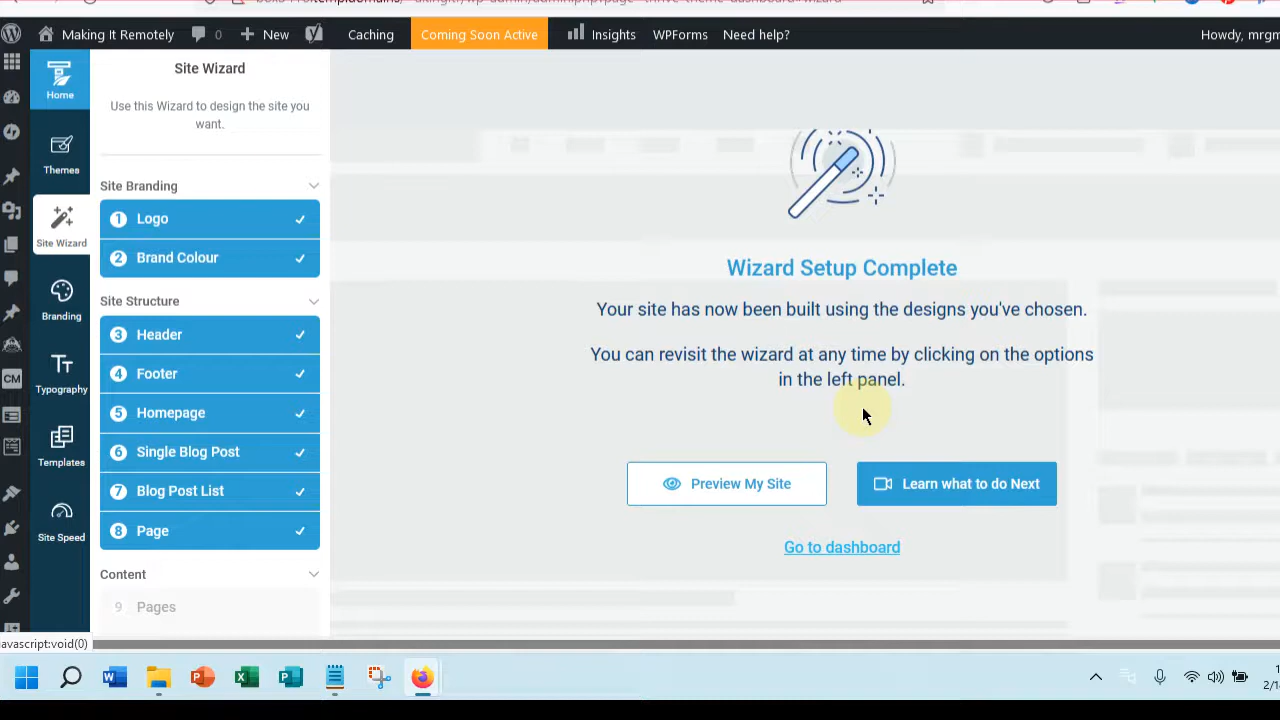 Making It Remotely
0
New
Caching
Coming Soon Active
Insights
WPForms
Need help?
Howdy, mrgm
Home
Themes
Site Wizard
Branding
Typography
Templates
Site Speed
CM
Site Wizard
Use this Wizard to design the site you
want.
Site Branding
1 Logo
2 Brand Colour
Site Structure
3 Header
4 Footer
5 Homepage
6 Single Blog Post
7 Blog Post List
8 Page
Content
9 Pages
Wizard Setup Complete
Your site has now been built using the designs you've chosen.
You can revisit the wizard at any time by clicking on the options
in the left panel.
Preview My Site
Learn what to do Next
Go to dashboard
javascript:void(0)